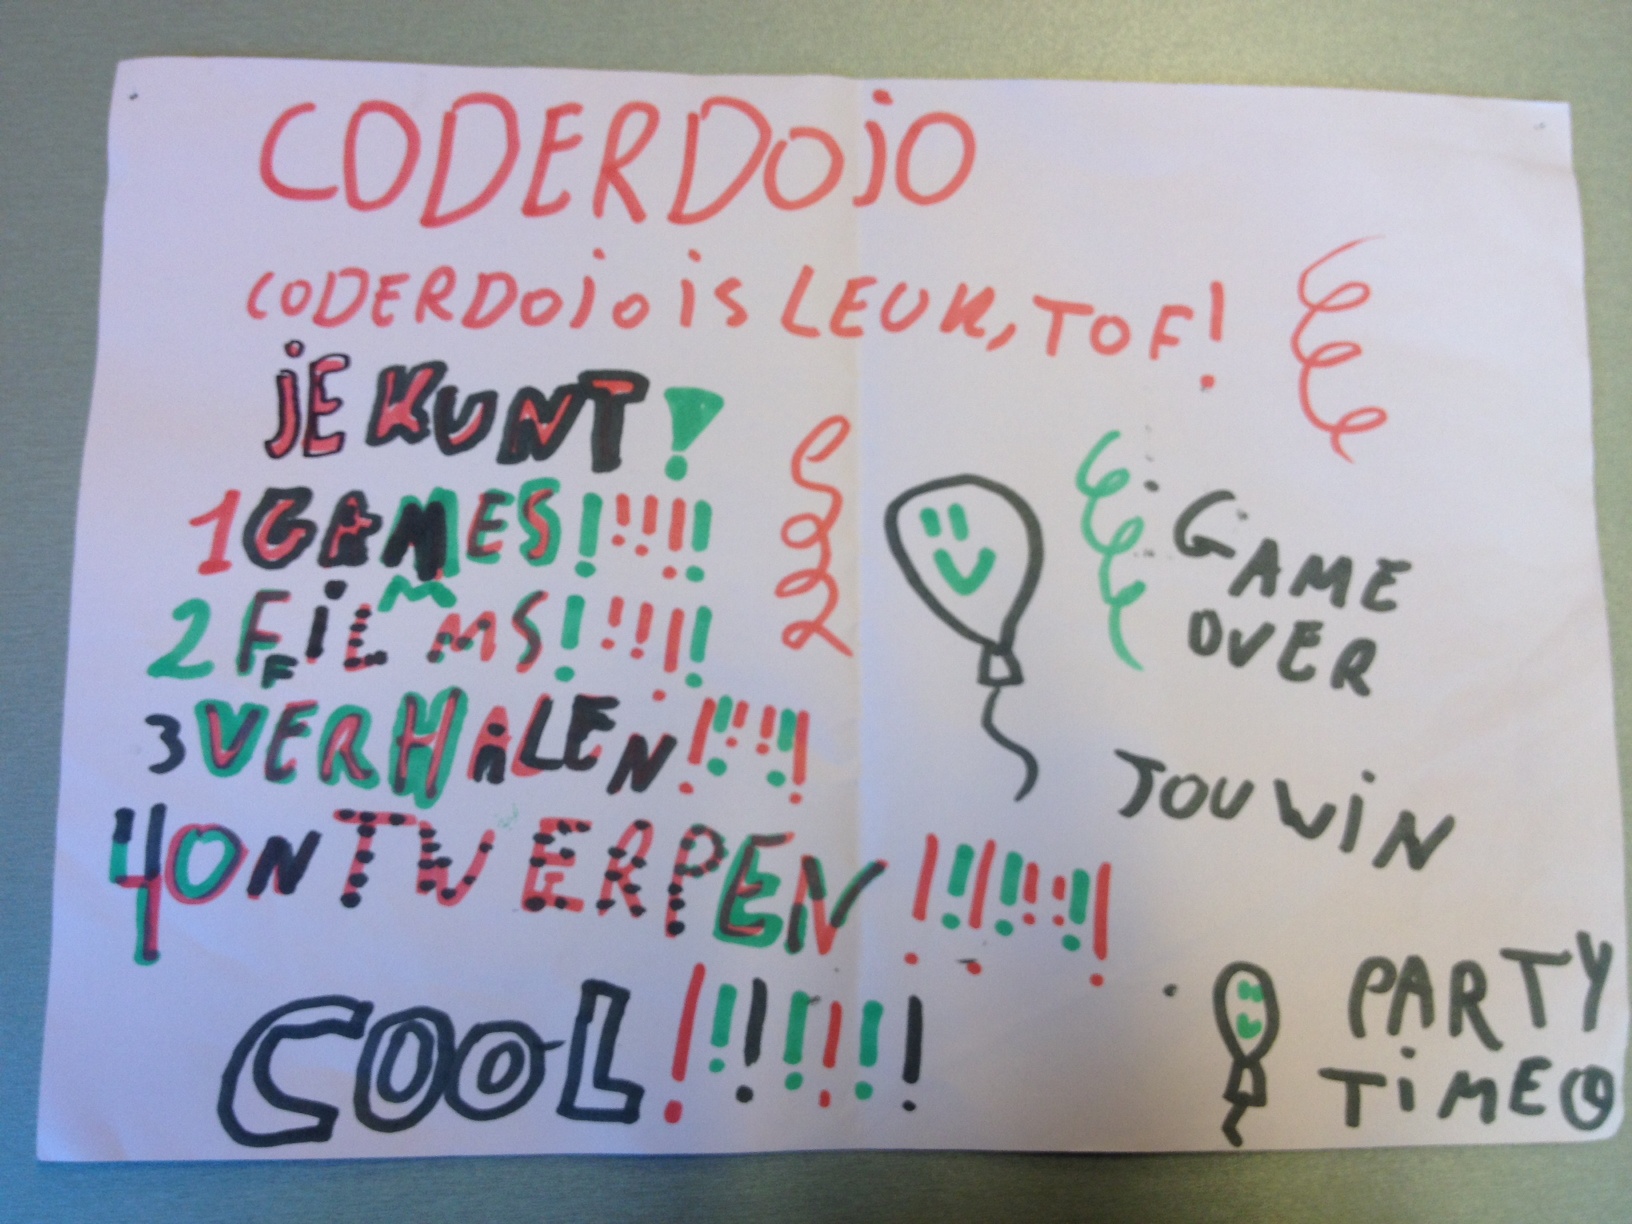 CODERDOJO
CODERDOJO is LEUK, TOF!
JE KUNT!
1 GAMES!!!!!
2 FILMS!!!!!
3 VERHALEN!!!!!
4 ONTWERPEN!!!!!!!
COOL!!!!!!!
GAME
OVER
JOU WiN
PARTY
TiME